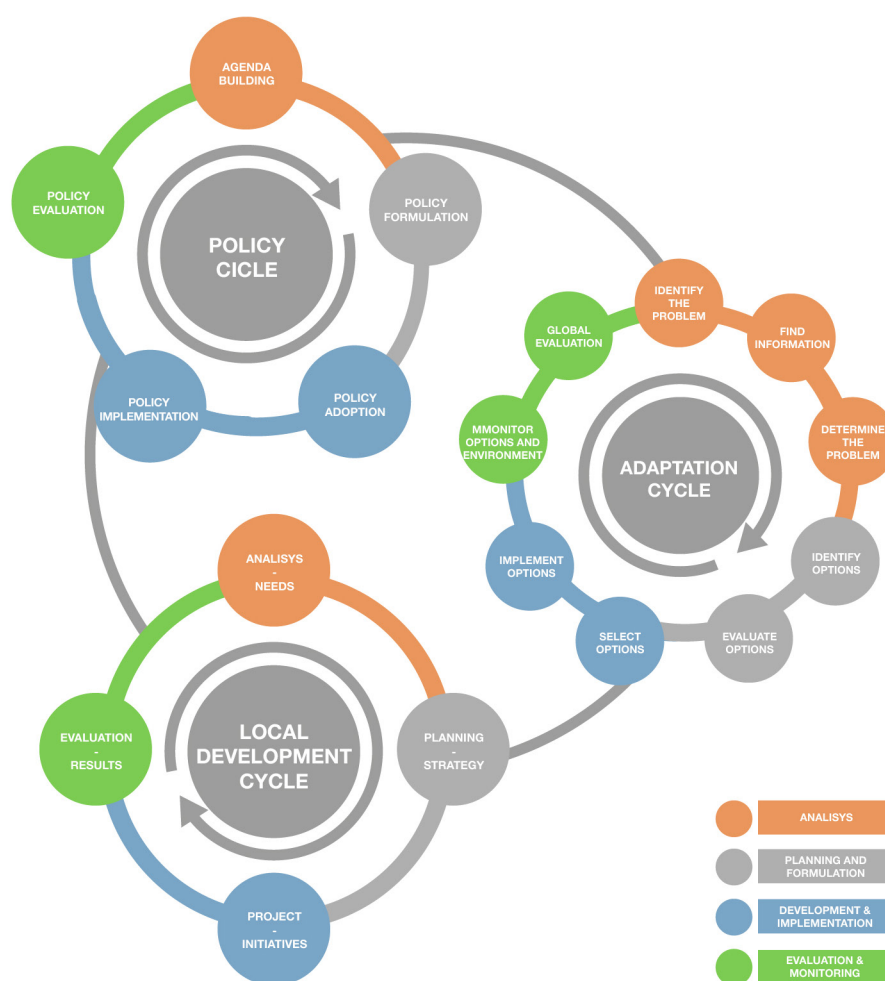 AGENDA
BUILDING
POLICY
EVALUATION
POLICY
FORMULATION
POLICY
CICLE
POLICY
IMPLEMENTATION
POLICY
ADOPTION
IDENTIFY
THE
PROBLEM
FIND
INFORMATION
GLOBAL
EVALUATION
DETERMINE
THE
PROBLEM
MMONITOR
OPTIONS AND
ENVIRONMENT
ADAPTATION
CYCLE
IDENTIFY
OPTIONS
IMPLEMENT
OPTIONS
EVALUATE
OPTIONS
SELECT
OPTIONS
ANALISYS
-
NEEDS
EVALUATION
-
RESULTS
LOCAL
DEVELOPMENT
CYCLE
PLANNING
-
STRATEGY
PROJECT
-
INITIATIVES
ANALISYS
PLANNING AND
FORMULATION
DEVELOPMENT &
IMPLEMENTATION
EVALUATION &
MONITORING